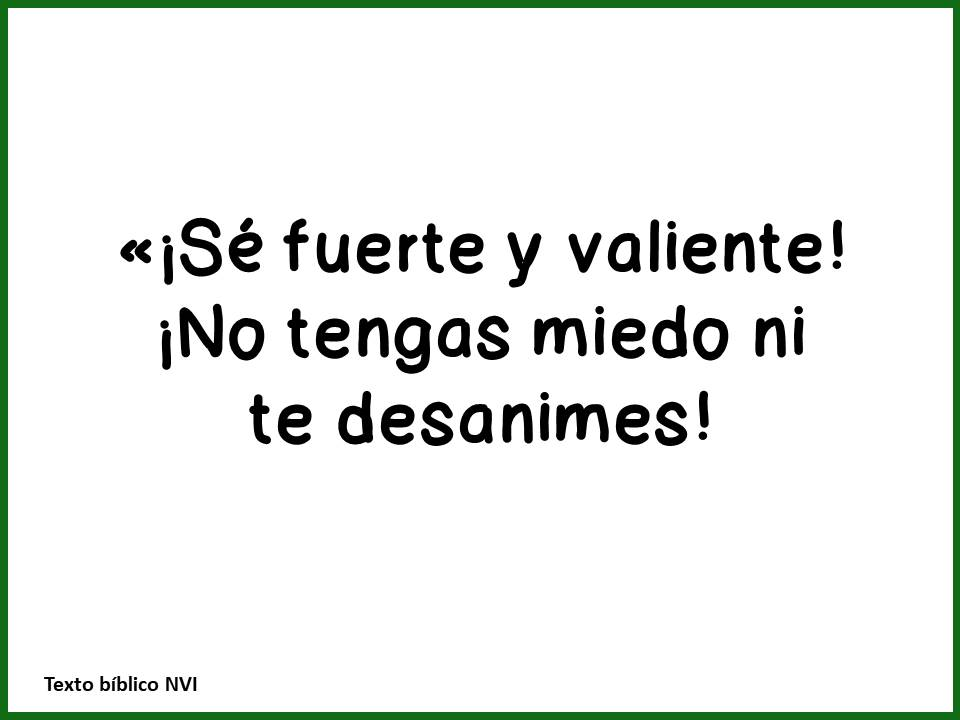 «¡Sé fuerte y valiente!
¡No tengas miedo ni
te desanimes!
Texto bíblico NVI